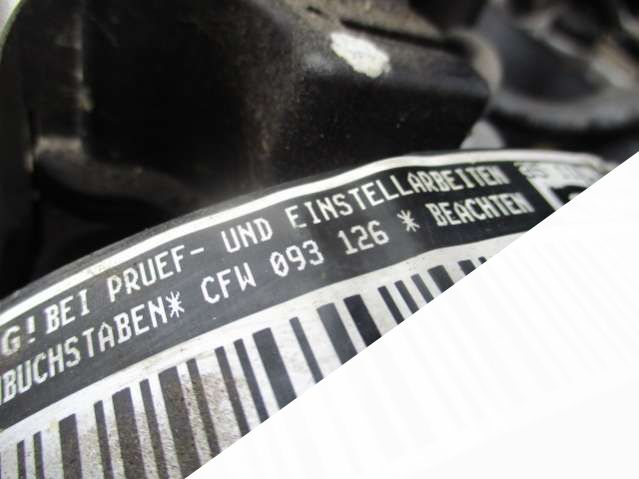 G! BEI PRUEF- UND EINSTELLARBEITEN
BUCHSTABEN* CFW 093 126 * BEACHTEN